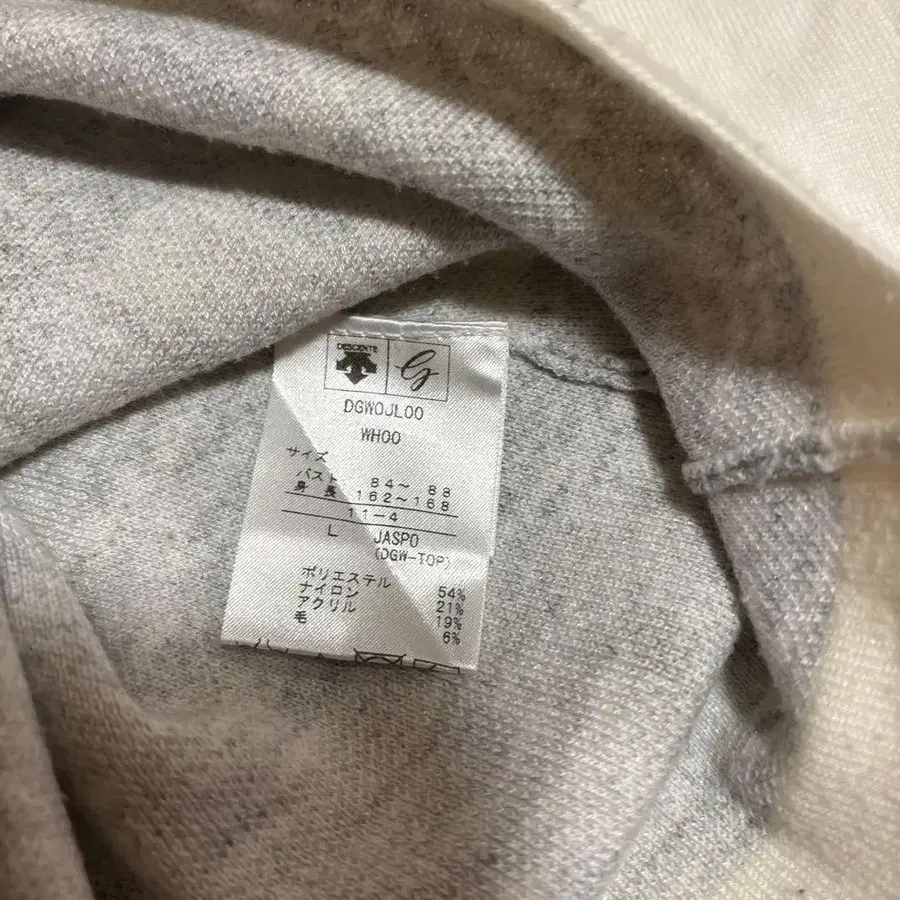 DESCENTE
DGWOJL00
WH00
サイズ
バスト 84～ 88
身 長 162～168
11-4
L JASPO
(DGW-TOP)
ポリエステル 54%
ナイロン 21%
アクリル 19%
毛 6%